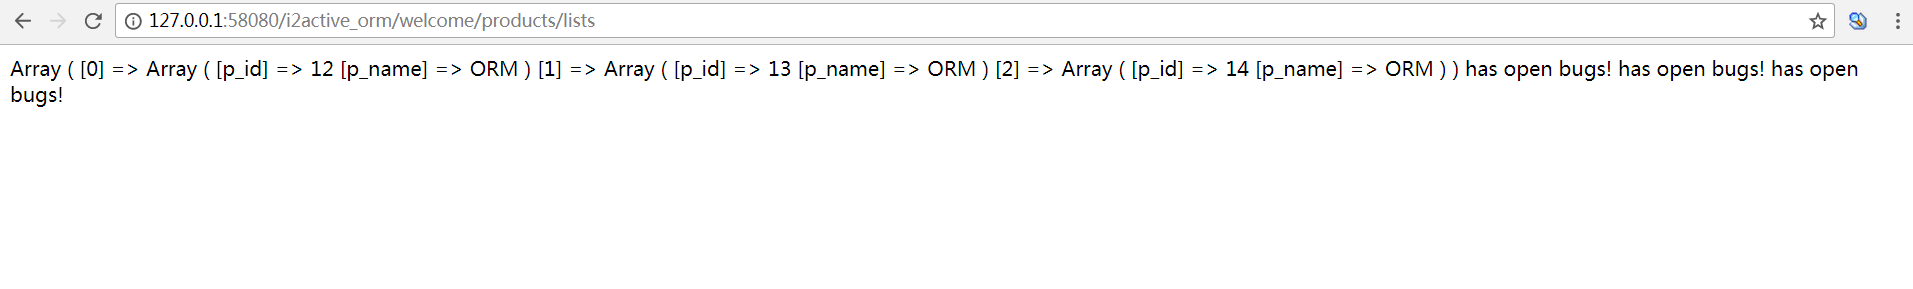 127.0.0.1:58080/i2active_orm/welcome/products/lists
Array ( [0] => Array ( [p_id] => 12 [p_name] => ORM ) [1] => Array ( [p_id] => 13 [p_name] => ORM ) [2] => Array ( [p_id] => 14 [p_name] => ORM ) ) has open bugs! has open bugs! has open
bugs!